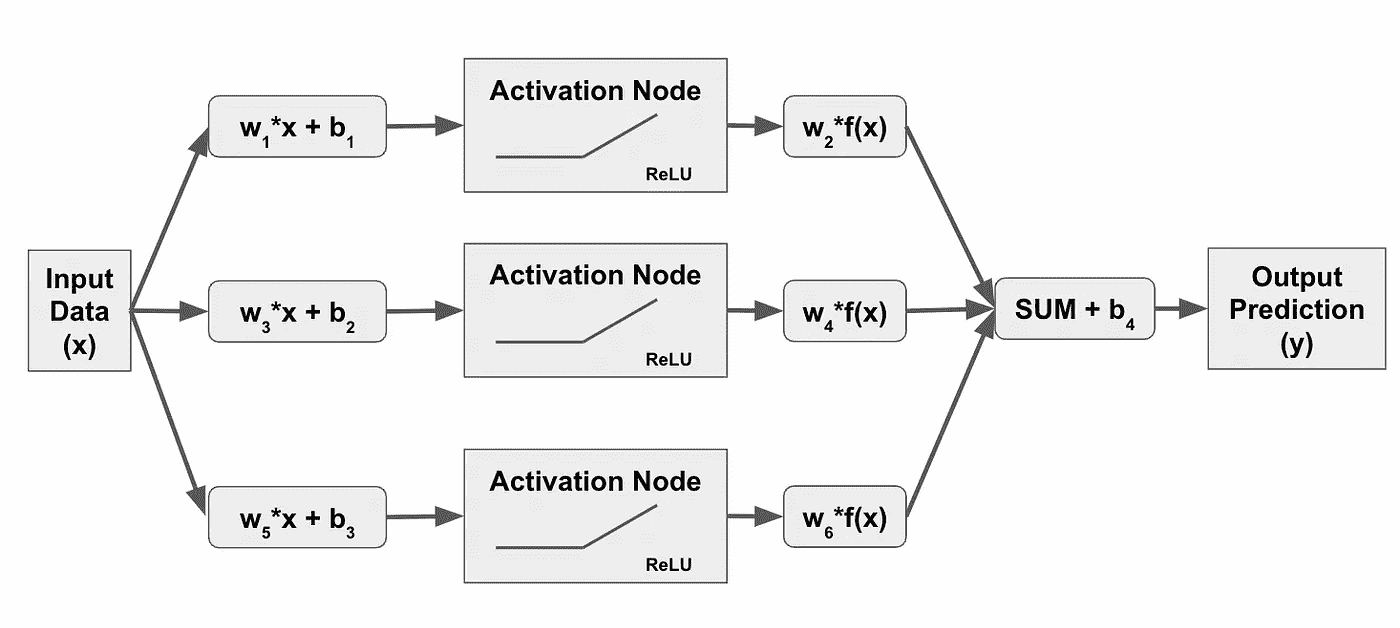 Input
Data
(x)
w₁*x + b₁
Activation Node
ReLU
w₂*f(x)
w₃*x + b₂
Activation Node
ReLU
w₄*f(x)
w₅*x + b₃
Activation Node
ReLU
w₆*f(x)
SUM + b₄
Output
Prediction
(y)